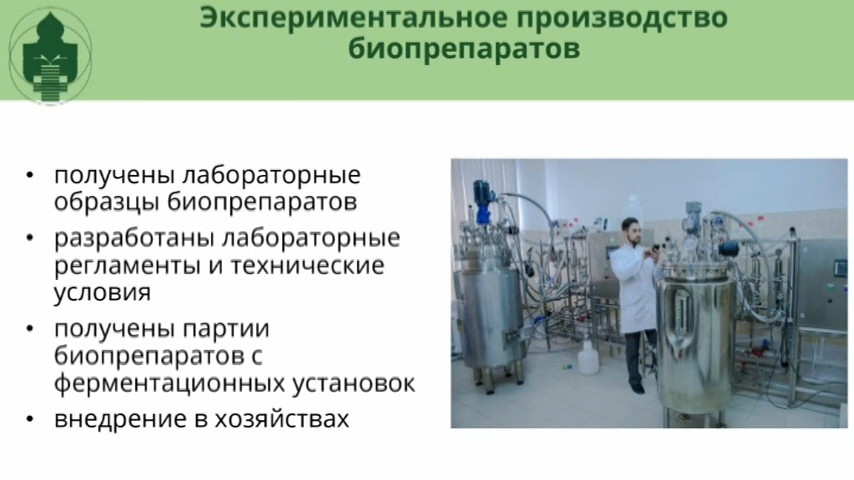 Экспериментальное производство
биопрепаратов
• получены лабораторные
образцы биопрепаратов
• разработаны лабораторные
регламенты и технические
условия
• получены партии
биопрепаратов с
ферментационных установок
• внедрение в хозяйствах